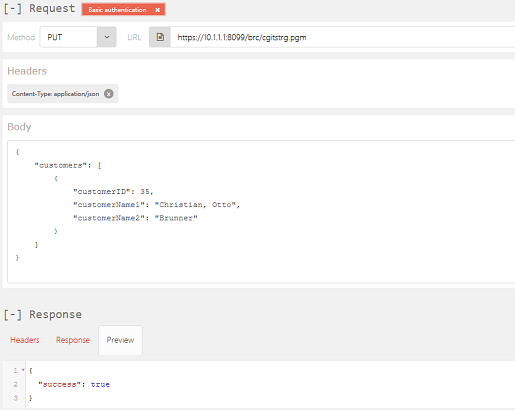 [-] Request Basic authentication ×
Method PUT URL https://10.1.1.1:8099/brc/cgitstrg.pgm
Headers
Content-Type: application/json ×
Body
{
"customers": [
{
"customerID": 35,
"customerName1": "Christian, Otto",
"customerName2": "Brunner"
}
]
}
[-] Response
Headers Response Preview
1 {
2 "success": true
3 }